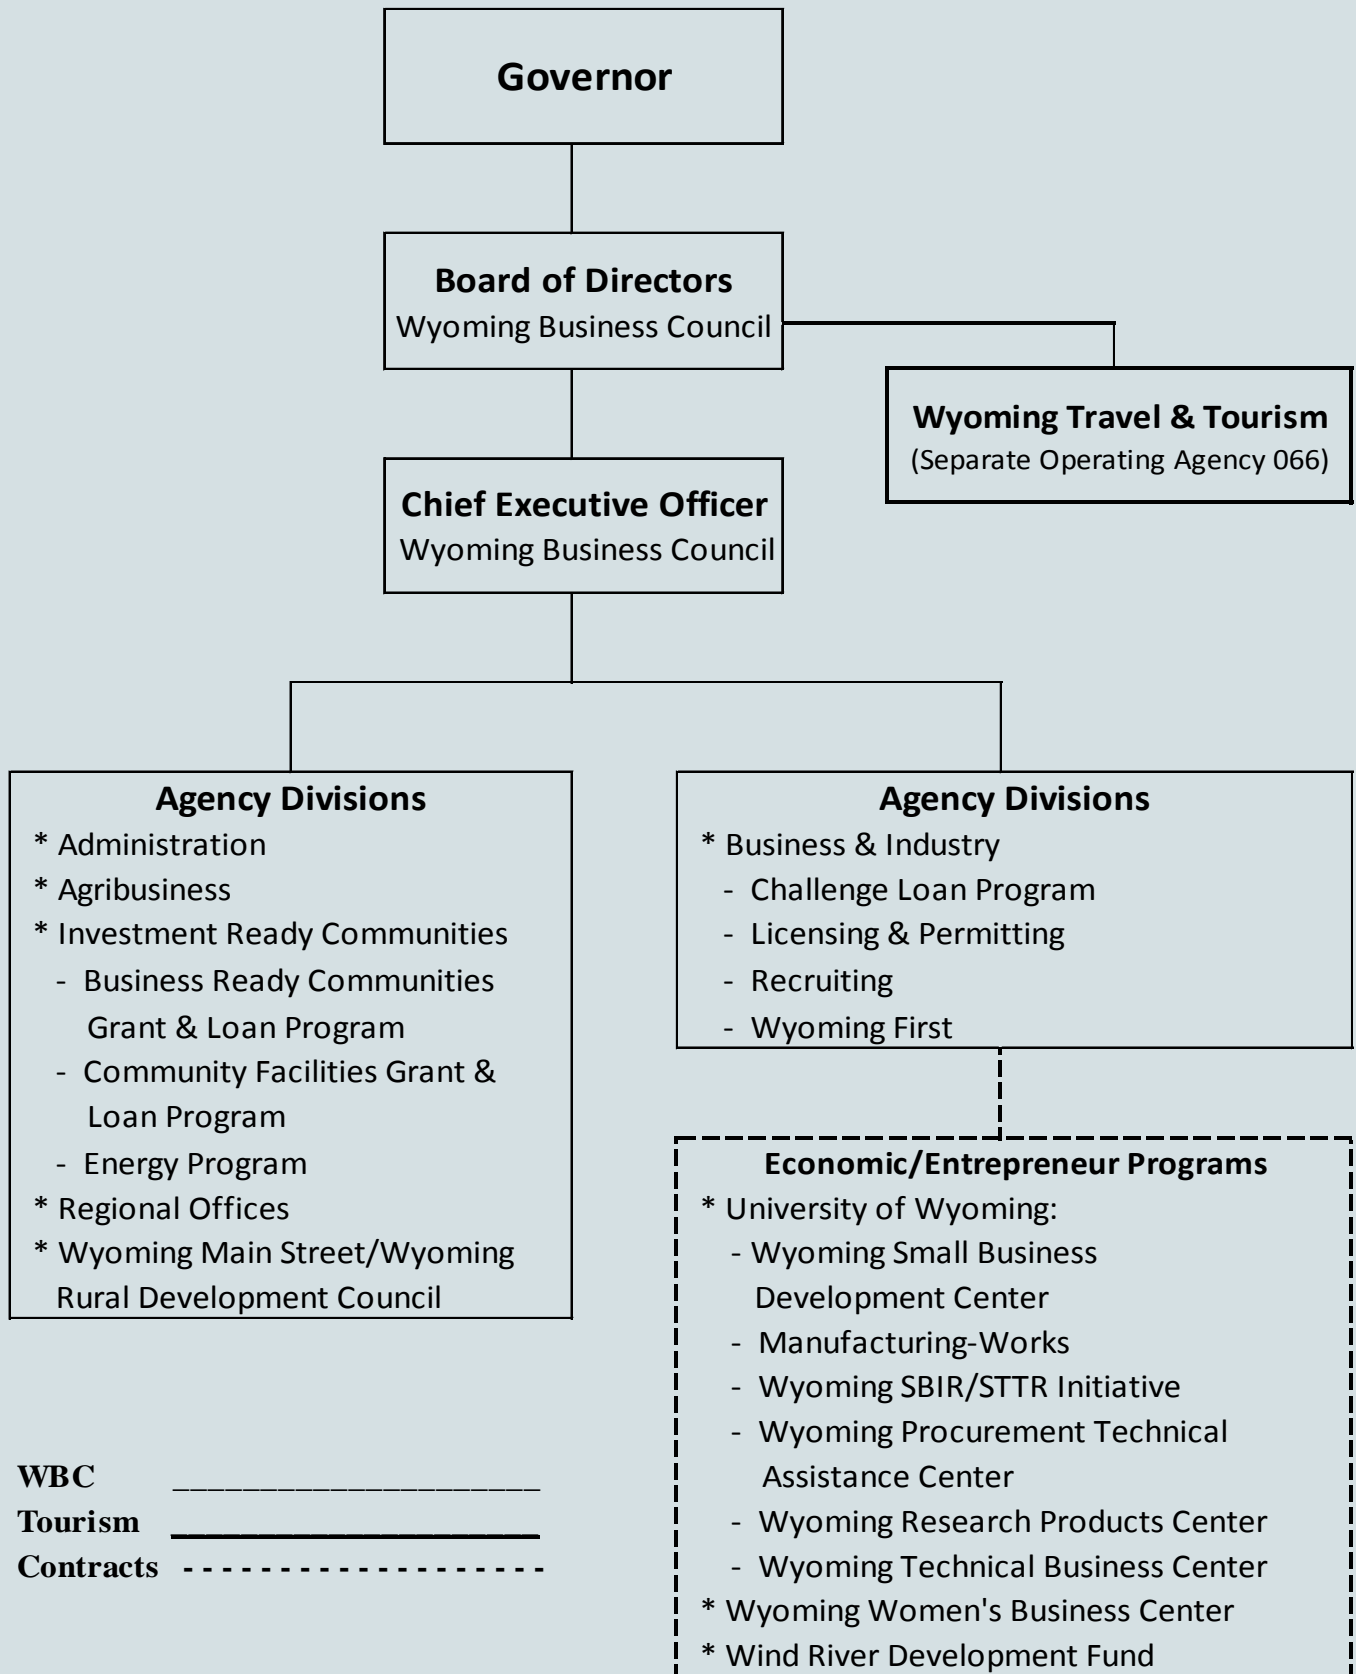 Governor
Board of Directors
Wyoming Business Council
Wyoming Travel & Tourism
(Separate Operating Agency 066)
Chief Executive Officer
Wyoming Business Council
Agency Divisions
* Administration
* Agribusiness
* Investment Ready Communities
- Business Ready Communities
Grant & Loan Program
- Community Facilities Grant &
Loan Program
- Energy Program
* Regional Offices
* Wyoming Main Street/Wyoming
Rural Development Council
Agency Divisions
* Business & Industry
- Challenge Loan Program
- Licensing & Permitting
- Recruiting
- Wyoming First
Economic/Entrepreneur Programs
* University of Wyoming:
- Wyoming Small Business
Development Center
- Manufacturing-Works
- Wyoming SBIR/STTR Initiative
- Wyoming Procurement Technical
Assistance Center
- Wyoming Research Products Center
- Wyoming Technical Business Center
* Wyoming Women's Business Center
* Wind River Development Fund
WBC
Tourism
Contracts